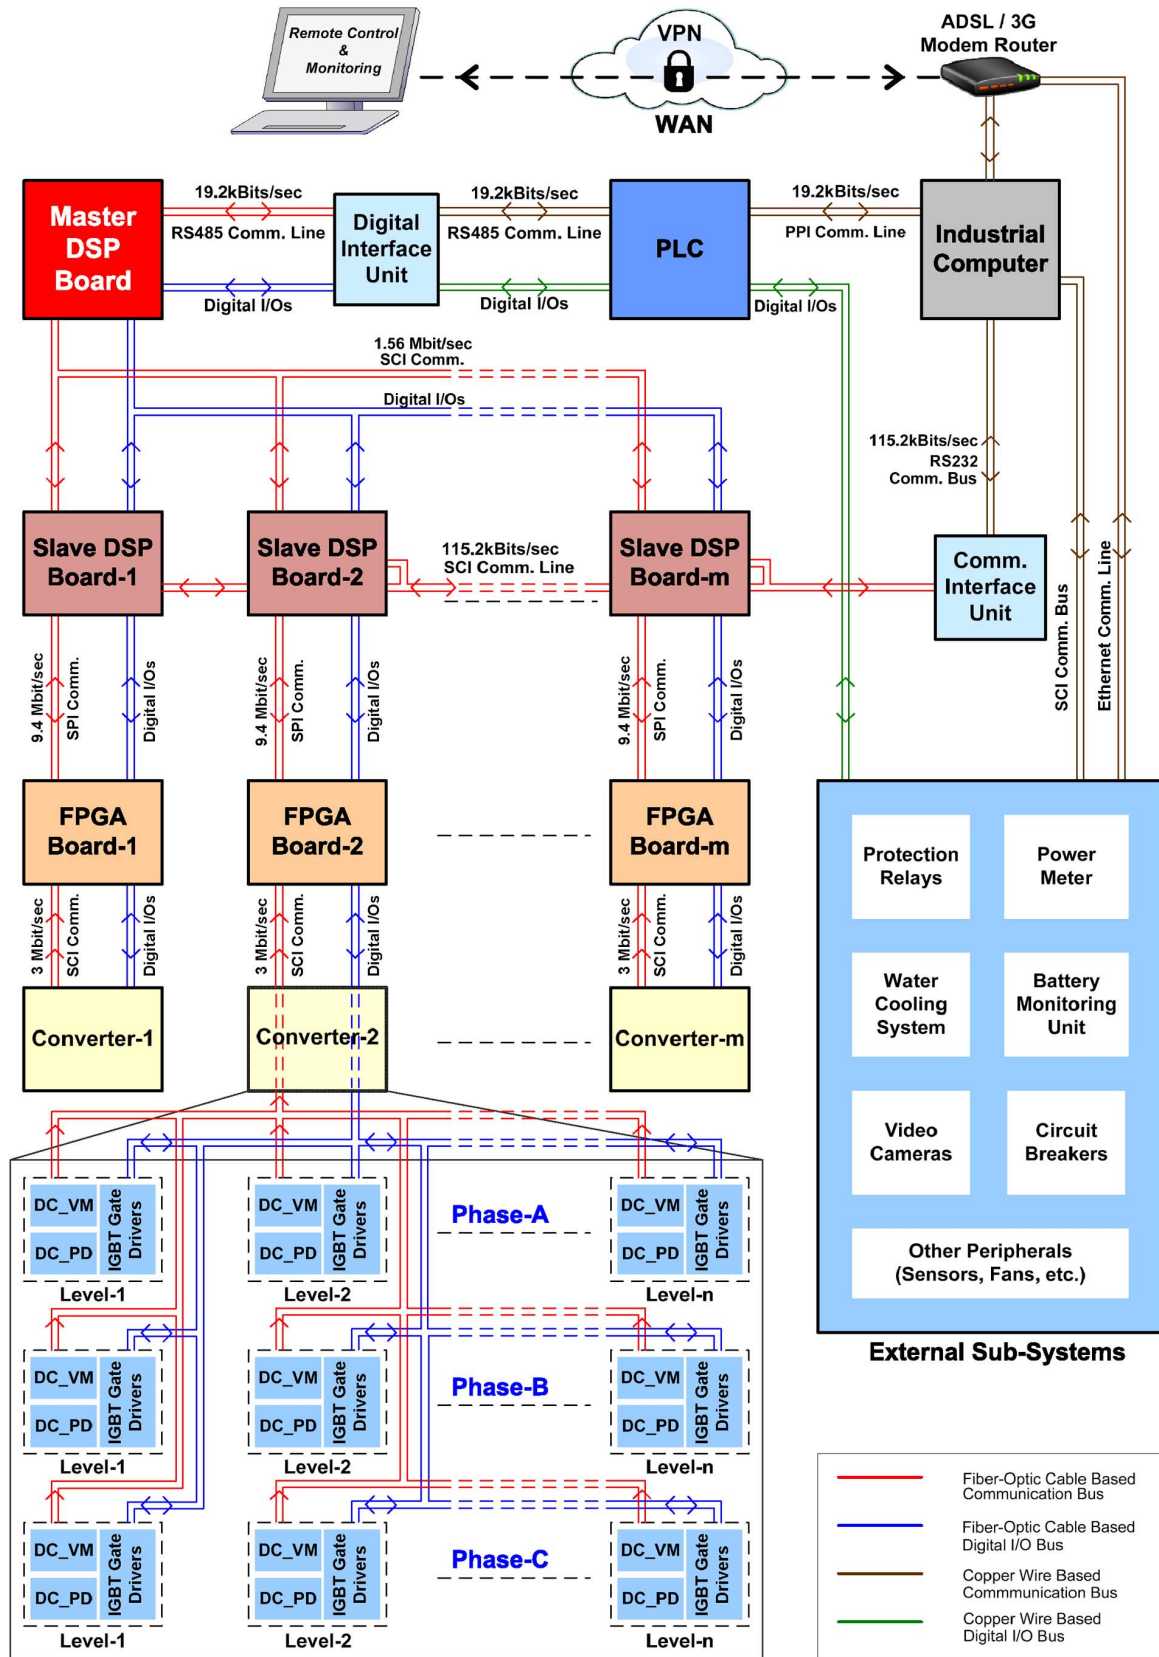 Remote Control
&
Monitoring
VPN
WAN
ADSL / 3G
Modem Router
Master
DSP
Board
19.2kBits/sec
RS485 Comm. Line
Digital I/Os
Digital
Interface
Unit
19.2kBits/sec
RS485 Comm. Line
Digital I/Os
PLC
19.2kBits/sec
PPI Comm. Line
Digital I/Os
Industrial
Computer
1.56 Mbit/sec
SCI Comm.
Digital I/Os
115.2kBits/sec
RS232
Comm. Bus
Slave DSP
Board-1
Slave DSP
Board-2
115.2kBits/sec
SCI Comm. Line
Slave DSP
Board-m
Comm.
Interface
Unit
SCI Comm. Bus
Ethernet Comm. Line
9.4 Mbit/sec
SPI Comm.
Digital I/Os
9.4 Mbit/sec
SPI Comm.
Digital I/Os
9.4 Mbit/sec
SPI Comm.
Digital I/Os
FPGA
Board-1
FPGA
Board-2
FPGA
Board-m
3 Mbit/sec
SCI Comm.
Digital I/Os
3 Mbit/sec
SCI Comm.
Digital I/Os
3 Mbit/sec
SCI Comm.
Digital I/Os
Converter-1
Converter-2
Converter-m
Protection
Relays
Power
Meter
Water
Cooling
System
Battery
Monitoring
Unit
Video
Cameras
Circuit
Breakers
Other Peripherals
(Sensors, Fans, etc.)
External Sub-Systems
DC_VM
DC_PD
IGBT Gate
Drivers
Level-1
DC_VM
DC_PD
IGBT Gate
Drivers
Level-2
Phase-A
DC_VM
DC_PD
IGBT Gate
Drivers
Level-n
DC_VM
DC_PD
IGBT Gate
Drivers
Level-1
DC_VM
DC_PD
IGBT Gate
Drivers
Level-2
Phase-B
DC_VM
DC_PD
IGBT Gate
Drivers
Level-n
DC_VM
DC_PD
IGBT Gate
Drivers
Level-1
DC_VM
DC_PD
IGBT Gate
Drivers
Level-2
Phase-C
DC_VM
DC_PD
IGBT Gate
Drivers
Level-n
Fiber-Optic Cable Based
Communication Bus
Fiber-Optic Cable Based
Digital I/O Bus
Copper Wire Based
Commmunication Bus
Copper Wire Based
Digital I/O Bus